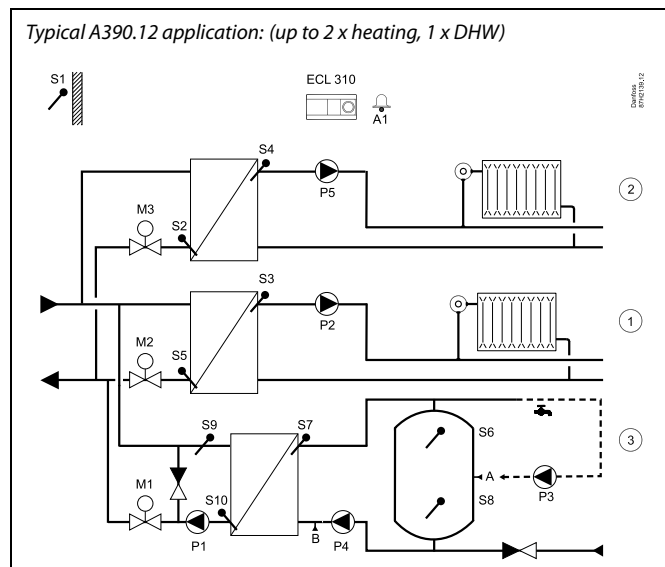 Typical A390.12 application: (up to 2 x heating, 1 x DHW)
S1
ECL 310
A1
Danfoss
87H2139.12
S4
P5
M3
S2
2
S3
P2
M2
S5
1
S9
S7
S6
3
A
S8
P3
M1
S10
P1
B
P4